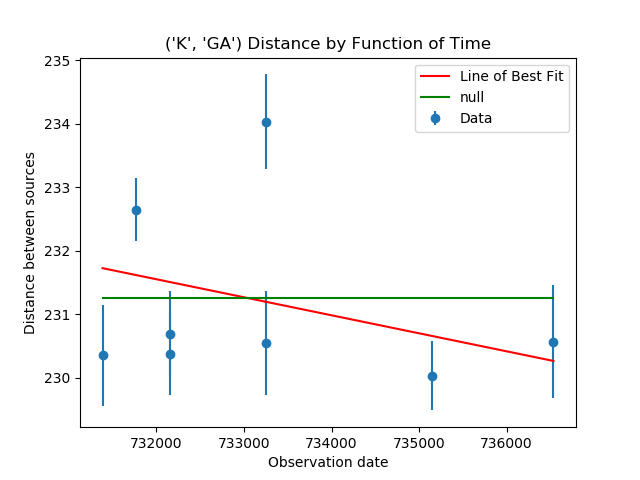 ('K', 'GA') Distance by Function of Time
Line of Best Fit
null
Data
Distance between sources
235
234
233
232
231
230
732000 733000 734000 735000 736000
Observation date